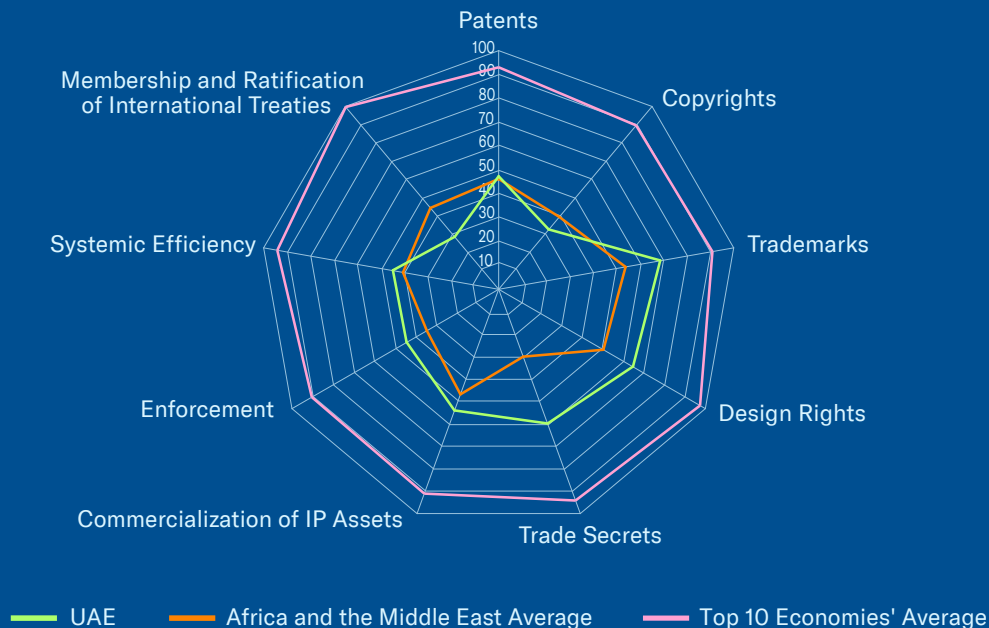 Patents
100
90
80
70
60
50
40
30
20
10
Membership and Ratification
of International Treaties
Copyrights
Systemic Efficiency
Trademarks
Enforcement
Design Rights
Commercialization of IP Assets
Trade Secrets
UAE
Africa and the Middle East Average
Top 10 Economies' Average